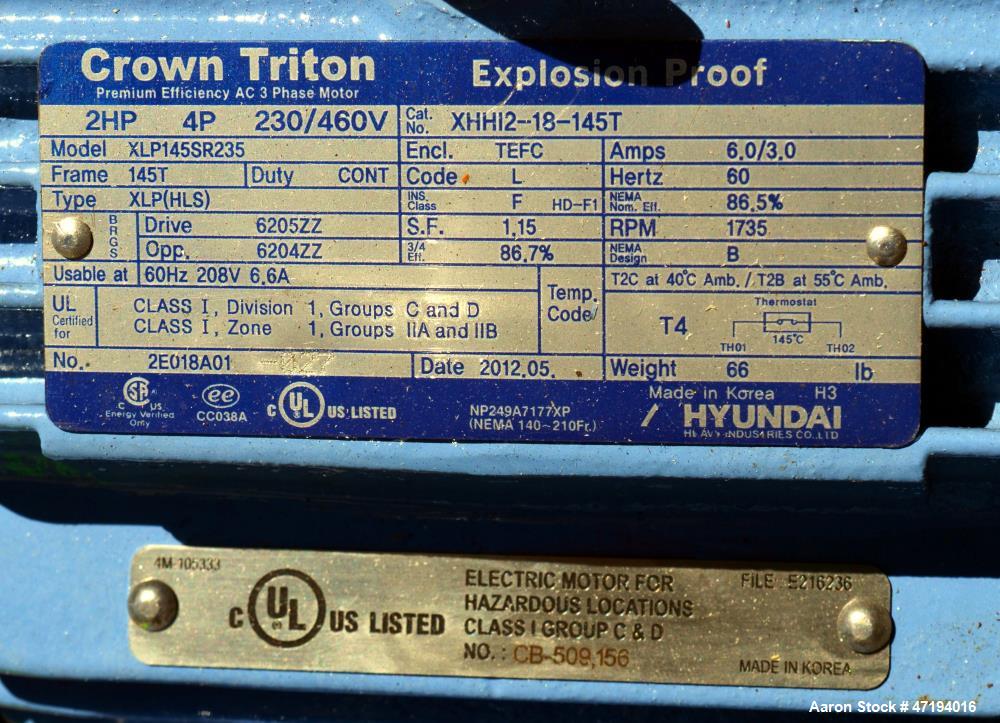 Crown Triton Explosion Proof
Premium Efficiency AC 3 Phase Motor
2HP 4P 230/460V Cat. No. XHHI2-18-145T
Model XLP145SR235 Encl. TEFC Amps 6.0/3.0
Frame 145T Duty CONT Code L Hertz 60
Type XLP(HLS) INS. Class F HD-F1 NEMA Nom. Eff. 86.5%
BRGS Drive 6205ZZ S.F. 1.15 RPM 1735
Opp. 6204ZZ 3/4 Eff. 86.7% NEMA Design B
Usable at 60Hz 208V 6.6A Temp. Code T2C at 40°C Amb. / T2B at 55°C Amb.
UL Certified for CLASS I, Division 1, Groups C and D
CLASS I, Zone 1, Groups IIA and IIB
T4 Thermostat
TH01 145°C TH02
No. 2E018A01 Date 2012.05. Weight 66 lb
SA C US Energy Verified Only
ee CC038A
C UL US LISTED
NP249A7177XP
(NEMA 140~210Fr.)
Made in Korea H3
HYUNDAI
HEAVY INDUSTRIES CO.,LTD
4M-105333
C UL US LISTED
ELECTRIC MOTOR FOR
HAZARDOUS LOCATIONS
CLASS I GROUP C & D
NO. : CB-509,156
FILE E216236
MADE IN KOREA
Aaron Stock # 47194016